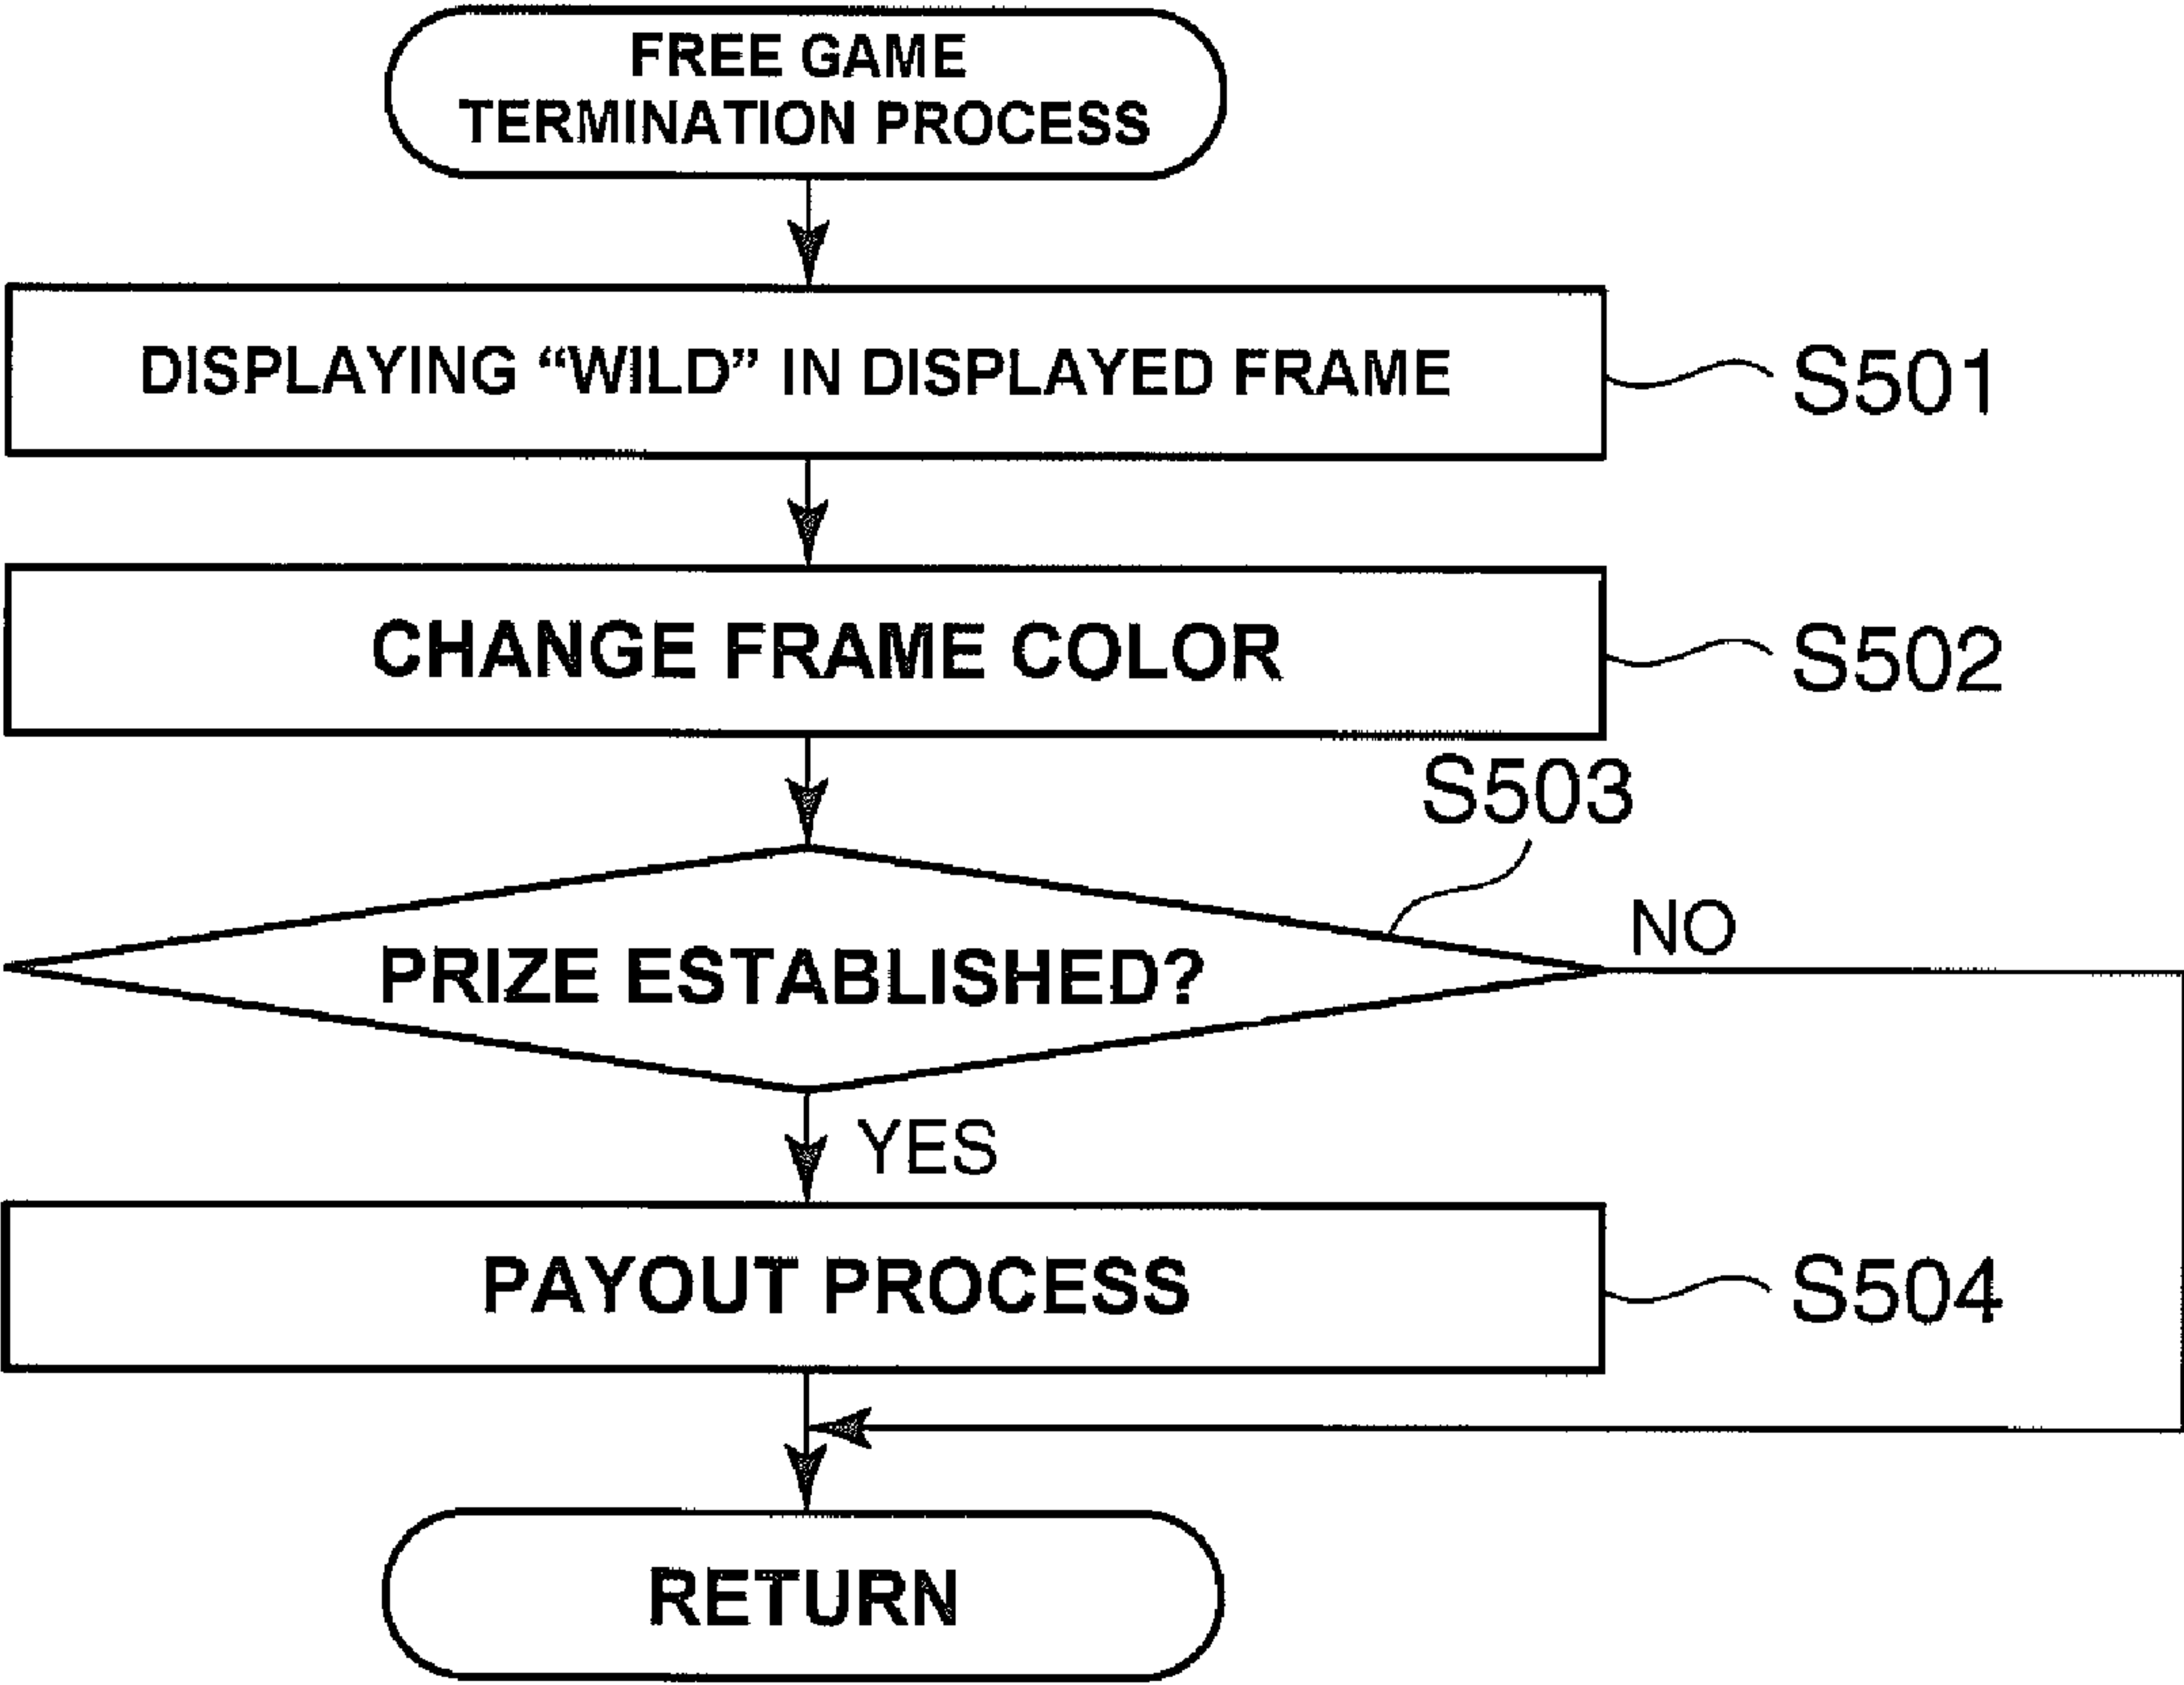 FREE GAME
TERMINATION PROCESS
DISPLAYING “WILD” IN DISPLAYED FRAME
S501
CHANGE FRAME COLOR
S502
S503
PRIZE ESTABLISHED?
NO
YES
PAYOUT PROCESS
S504
RETURN